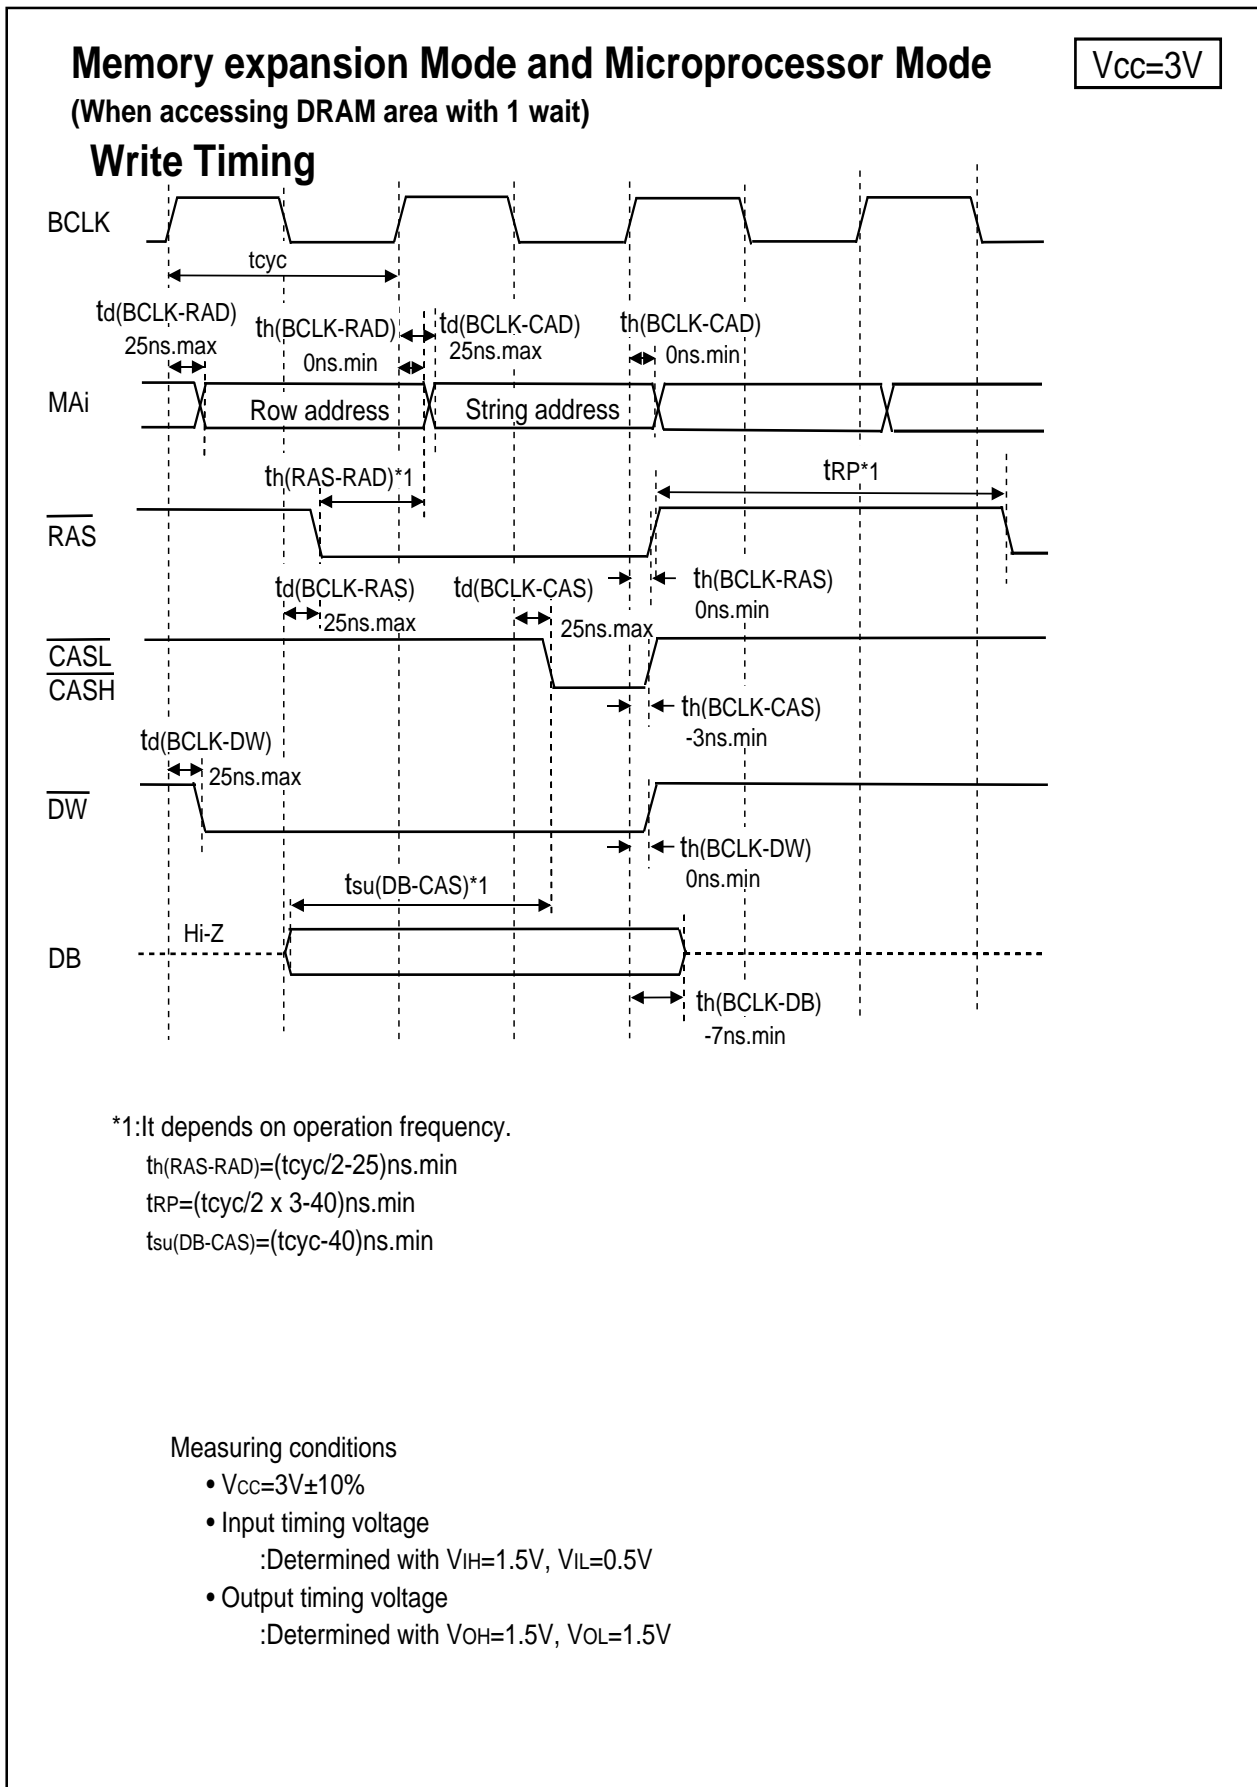 Memory expansion Mode and Microprocessor Mode
Vcc=3V
(When accessing DRAM area with 1 wait)
Write Timing
BCLK
tcyc
td(BCLK-RAD)
25ns.max
th(BCLK-RAD)
0ns.min
td(BCLK-CAD)
25ns.max
th(BCLK-CAD)
0ns.min
MAi
Row address
String address
th(RAS-RAD)*1
tRP*1
RAS
td(BCLK-RAS)
25ns.max
td(BCLK-CAS)
25ns.max
th(BCLK-RAS)
0ns.min
CASL
CASH
th(BCLK-CAS)
-3ns.min
td(BCLK-DW)
25ns.max
DW
th(BCLK-DW)
0ns.min
tsu(DB-CAS)*1
Hi-Z
DB
th(BCLK-DB)
-7ns.min
*1:It depends on operation frequency.
th(RAS-RAD)=(tcyc/2-25)ns.min
tRP=(tcyc/2 x 3-40)ns.min
tsu(DB-CAS)=(tcyc-40)ns.min
Measuring conditions
• VCC=3V±10%
• Input timing voltage
:Determined with VIH=1.5V, VIL=0.5V
• Output timing voltage
:Determined with VOH=1.5V, VOL=1.5V